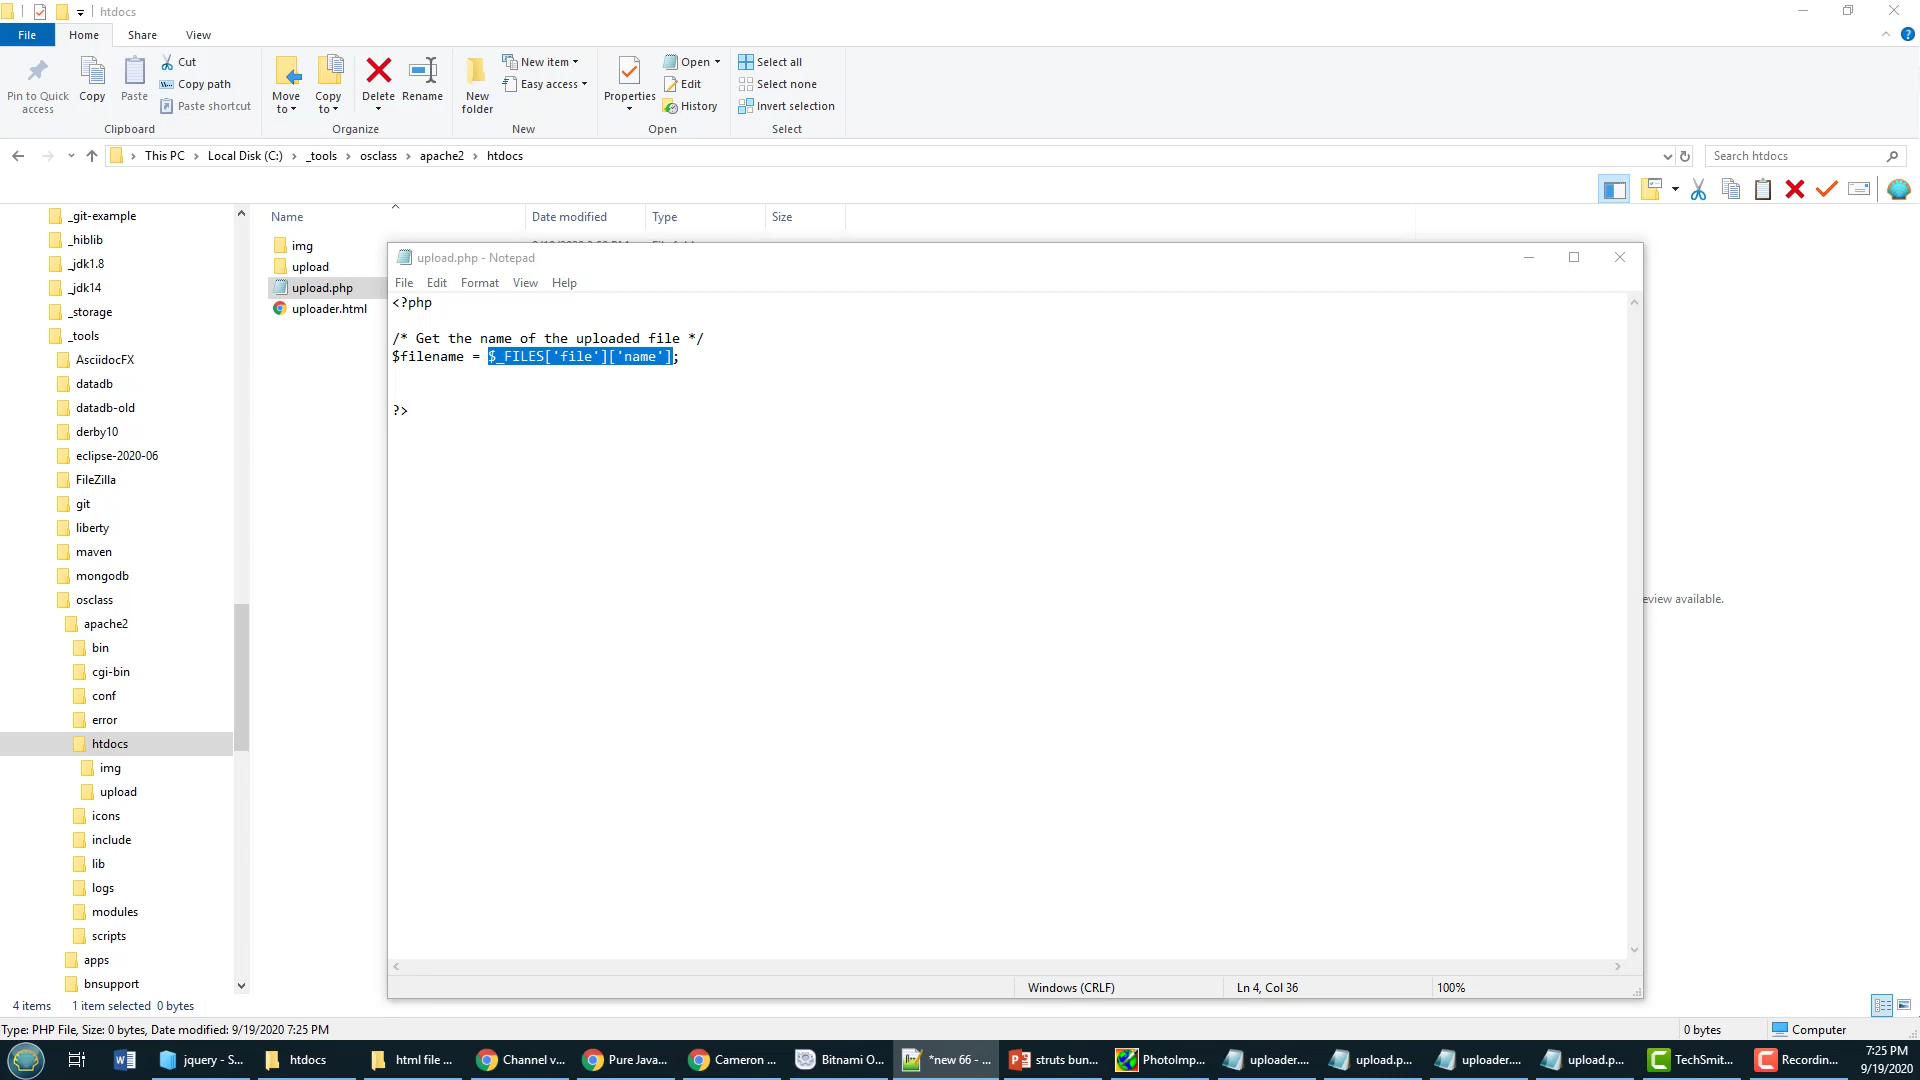 htdocs
File Home Share View
Pin to Quick access
Copy
Paste
Cut
Copy path
Paste shortcut
Clipboard
Move to
Copy to
Delete
Rename
Organize
New folder
New item
Easy access
New
Properties
Open
Edit
History
Open
Select all
Select none
Invert selection
Select
This PC > Local Disk (C:) > _tools > osclass > apache2 > htdocs
Search htdocs
_git-example
_hiblib
_jdk1.8
_jdk14
_storage
_tools
AsciidocFX
datadb
datadb-old
derby10
eclipse-2020-06
FileZilla
git
liberty
maven
mongodb
osclass
apache2
bin
cgi-bin
conf
error
htdocs
img
upload
icons
include
lib
logs
modules
scripts
apps
bnsupport
Name Date modified Type Size
img
upload
upload.php
uploader.html
upload.php - Notepad
File Edit Format View Help
<?php
/* Get the name of the uploaded file */
$filename = $_FILES['file']['name'];
?>
Windows (CRLF) Ln 4, Col 36 100%
eview available.
4 items 1 item selected 0 bytes
Type: PHP File, Size: 0 bytes, Date modified: 9/19/2020 7:25 PM
0 bytes Computer
jquery - S...
htdocs
html file ...
Channel v...
Pure Java...
Cameron ...
Bitnami O...
*new 66 - ...
struts bun...
PhotoImp...
uploader....
upload.p...
uploader....
upload.p...
TechSmit...
Recordin...
7:25 PM
9/19/2020